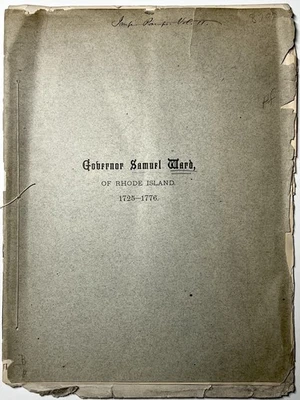 Governor Samuel Ward,
OF RHODE ISLAND.
1725—1776.